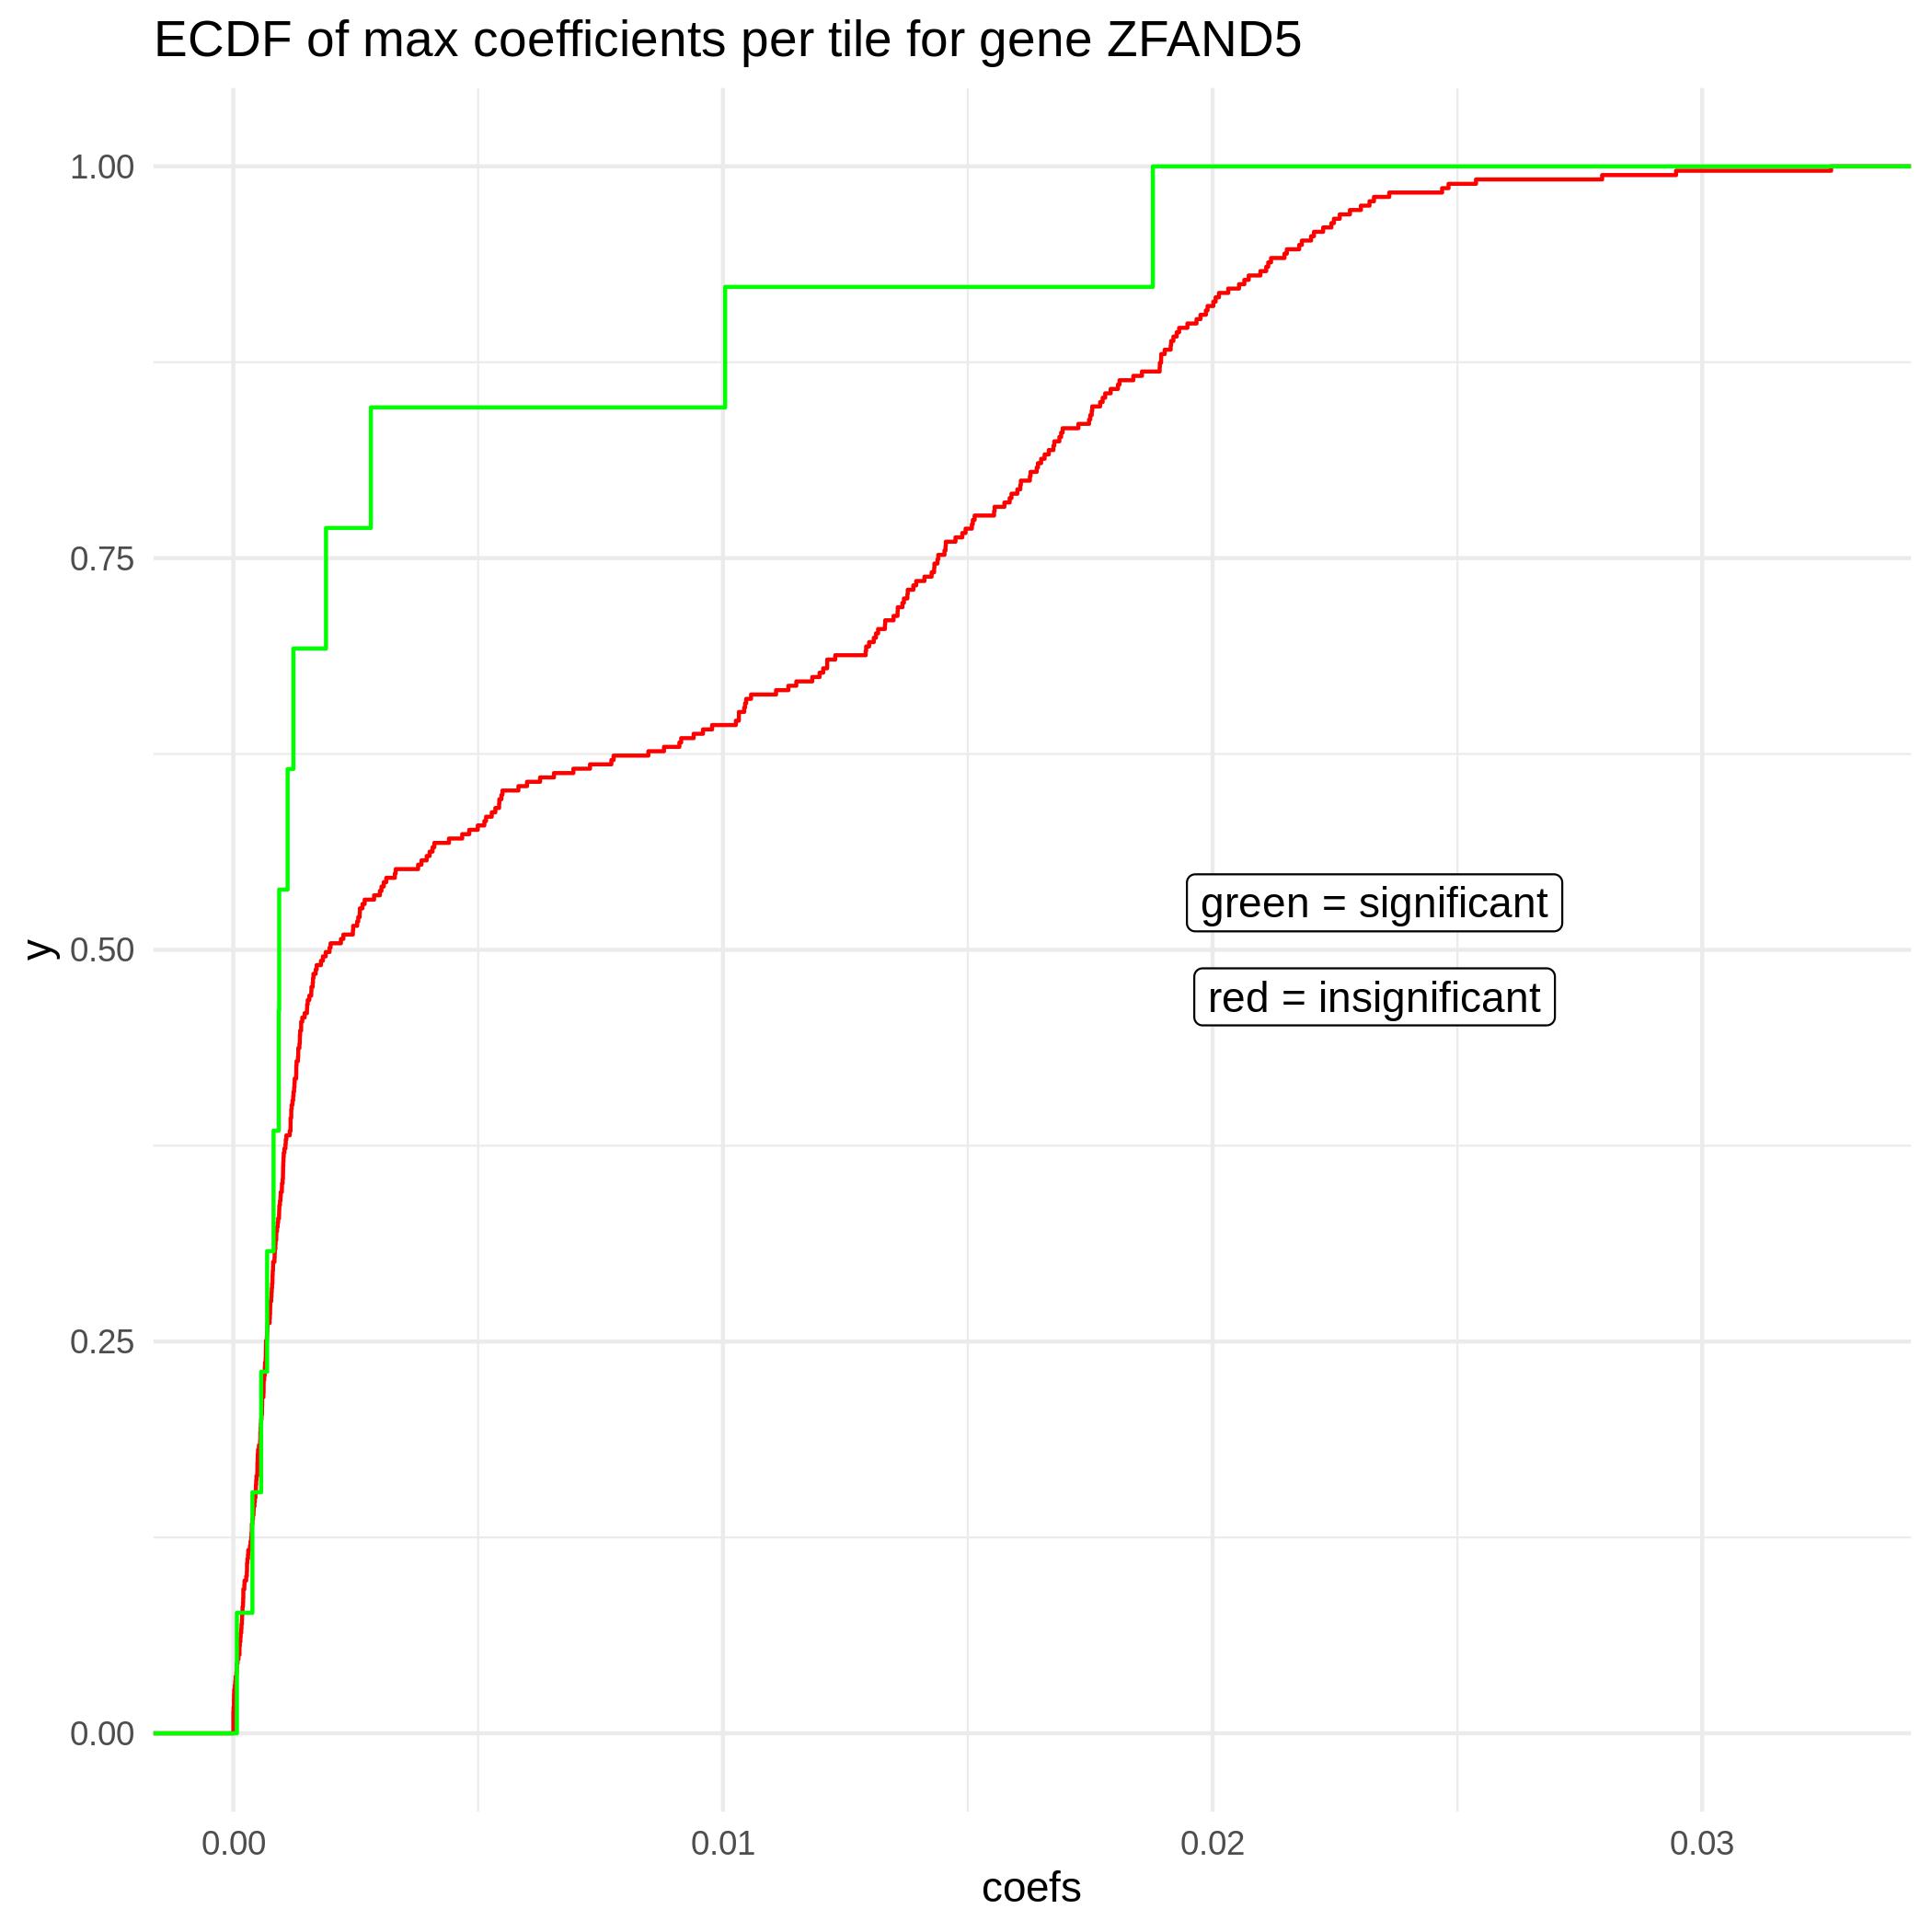 ECDF of max coefficients per tile for gene ZFAND5
1.00
0.75
0.50
0.25
0.00
y
green = significant
red = insignificant
0.00 0.01 0.02 0.03
coefs